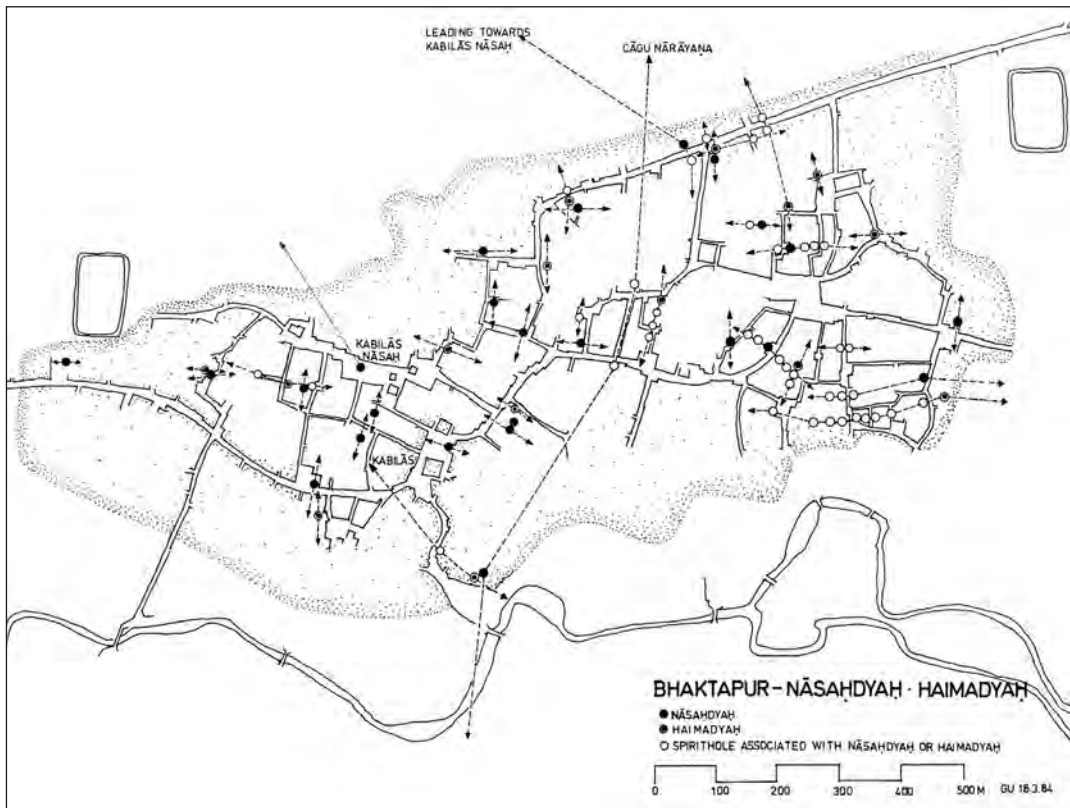 LEADING TOWARDS
KABILĀS NĀSAḤ
CĀGU NĀRĀYAṆA
KABILĀS
NĀSAḤ
KABILĀS
BHAKTAPUR – NĀSAḤDYAḤ · HAIMADYAḤ
NĀSAḤDYAḤ
HAIMADYAḤ
SPIRITHOLE ASSOCIATED WITH NĀSAḤDYAḤ OR HAIMADYAḤ
0 100 200 300 400 500 M GU 18.3.84